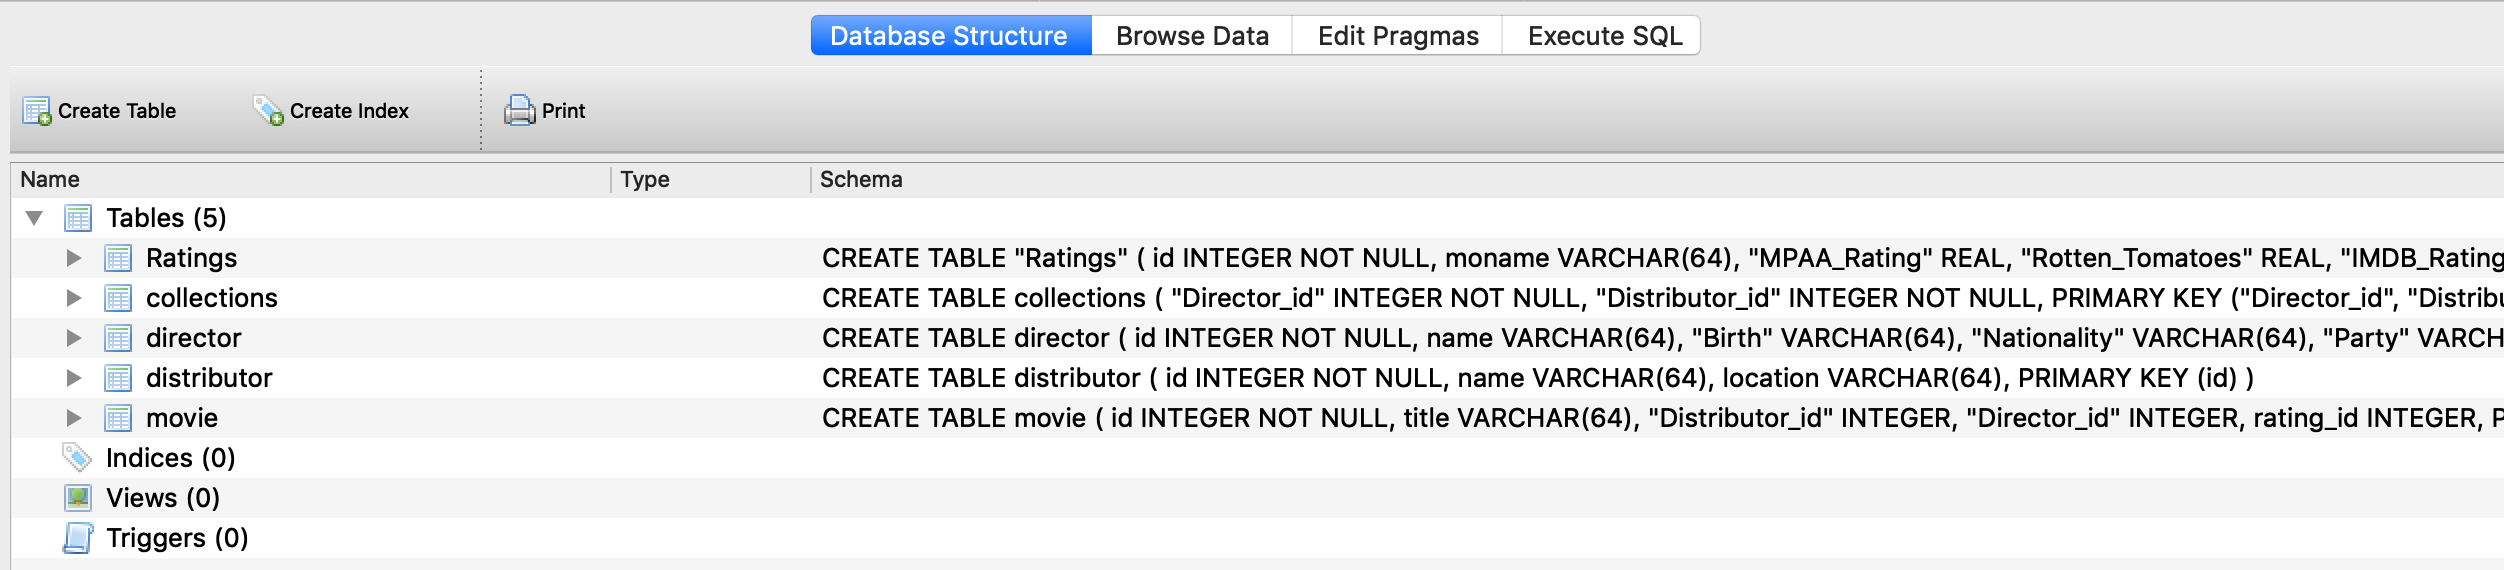 Database Structure Browse Data Edit Pragmas Execute SQL
Create Table Create Index Print
Name Type Schema
Tables (5)
Ratings CREATE TABLE "Ratings" ( id INTEGER NOT NULL, moname VARCHAR(64), "MPAA_Rating" REAL, "Rotten_Tomatoes" REAL, "IMDB_Rating
collections CREATE TABLE collections ( "Director_id" INTEGER NOT NULL, "Distributor_id" INTEGER NOT NULL, PRIMARY KEY ("Director_id", "Distribu
director CREATE TABLE director ( id INTEGER NOT NULL, name VARCHAR(64), "Birth" VARCHAR(64), "Nationality" VARCHAR(64), "Party" VARCH
distributor CREATE TABLE distributor ( id INTEGER NOT NULL, name VARCHAR(64), location VARCHAR(64), PRIMARY KEY (id) )
movie CREATE TABLE movie ( id INTEGER NOT NULL, title VARCHAR(64), "Distributor_id" INTEGER, "Director_id" INTEGER, rating_id INTEGER, P
Indices (0)
Views (0)
Triggers (0)